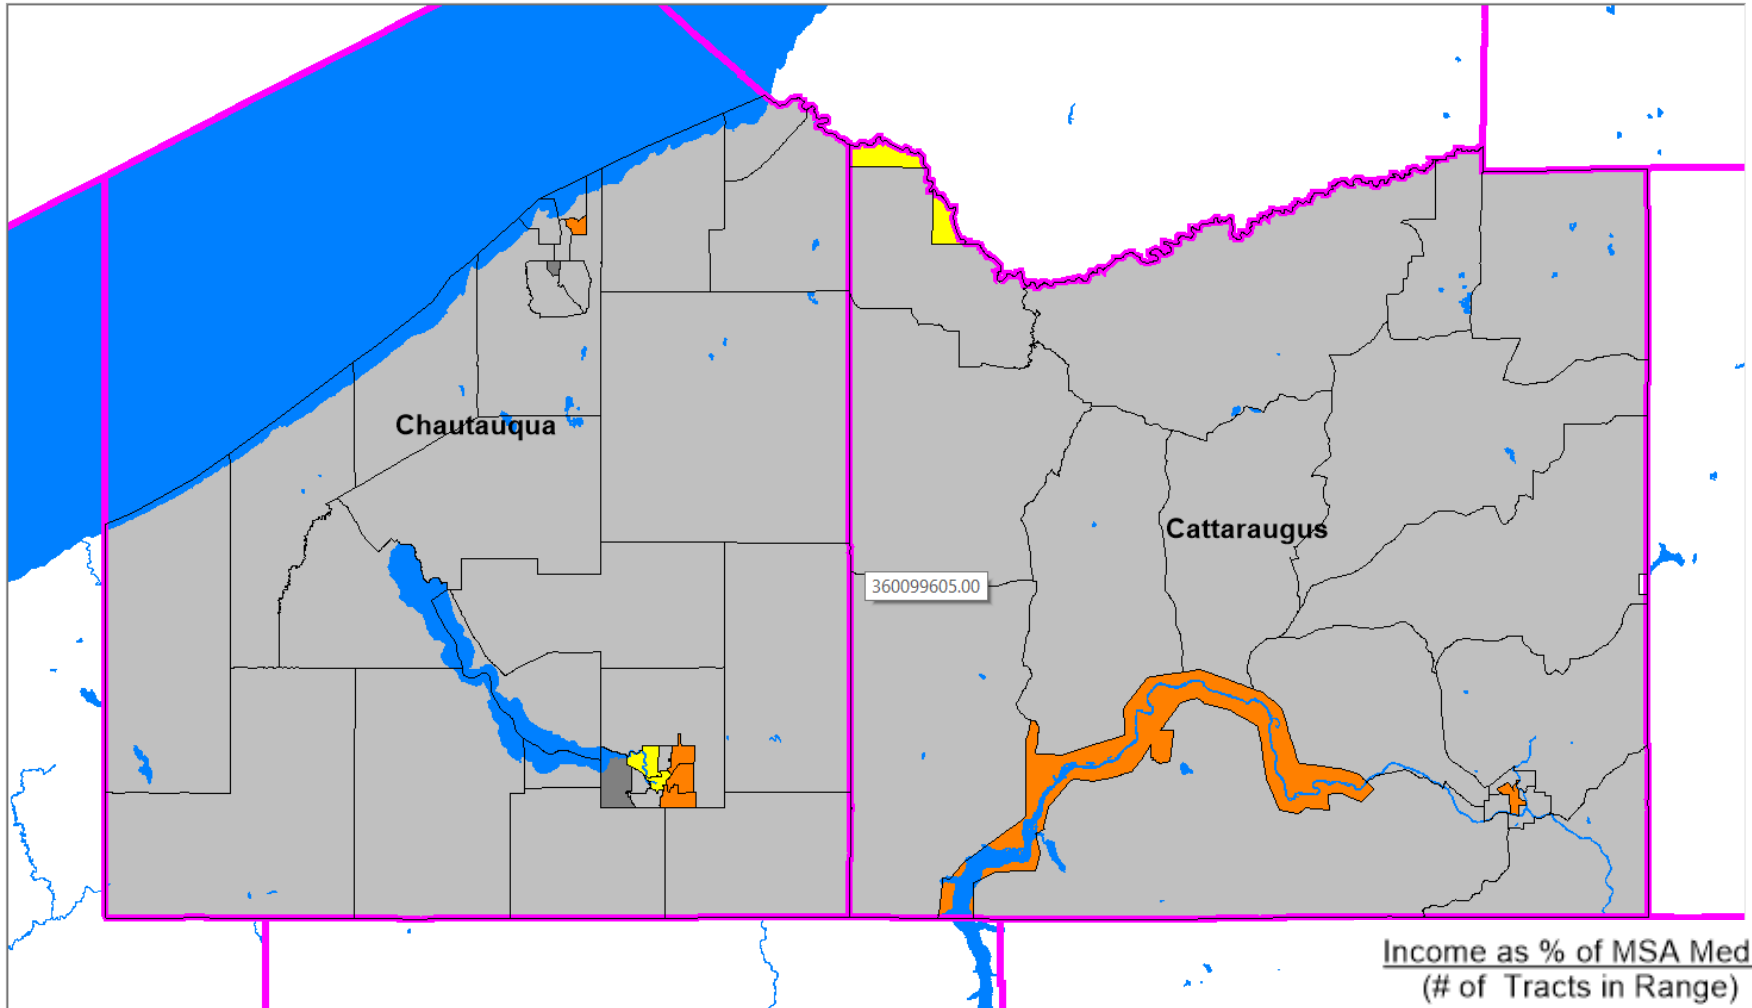 Chautauqua
Cattaraugus
360099605.00
Income as % of MSA Med
(# of Tracts in Range)